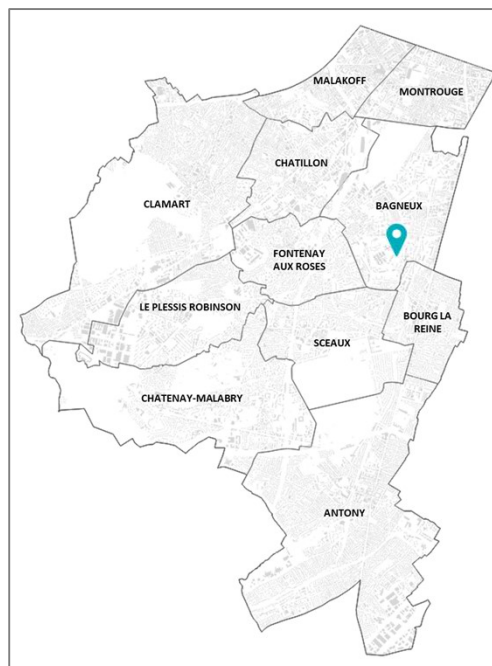 MALAKOFF
MONTROUGE
CHATILLON
CLAMART
BAGNEUX
FONTENAY
AUX ROSES
LE PLESSIS ROBINSON
BOURG LA
REINE
SCEAUX
CHATENAY-MALABRY
ANTONY